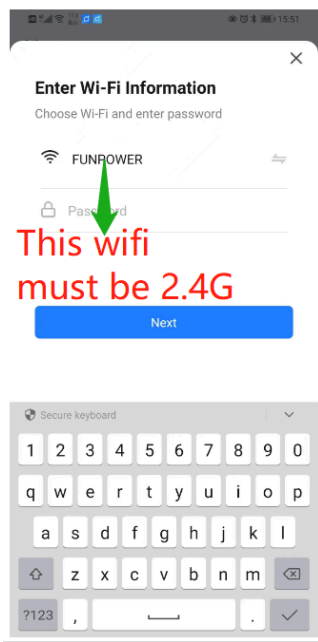 15:51
Enter Wi-Fi Information
Choose Wi-Fi and enter password
FUNPOWER
This wifi
must be 2.4G
Next
Secure keyboard
1 2 3 4 5 6 7 8 9 0
q w e r t y u i o p
a s d f g h j k l
z x c v b n m
?123 , .